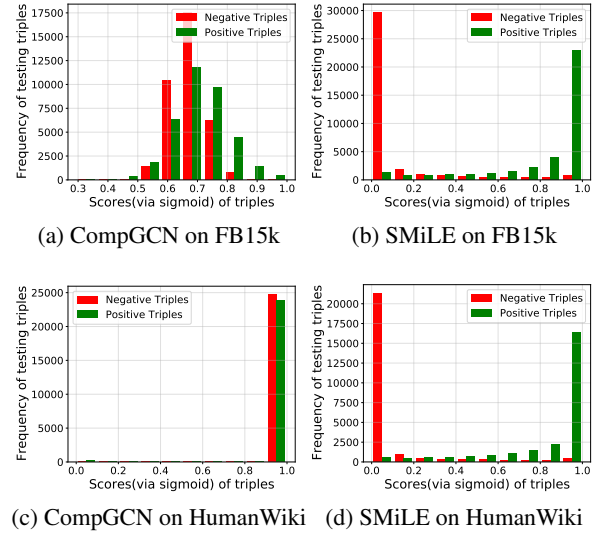 17500
15000
12500
10000
7500
5000
2500
0
Frequency of testing triples
Negative Triples
Positive Triples
0.3 0.4 0.5 0.6 0.7 0.8 0.9 1.0
Scores(via sigmoid) of triples
(a) CompGCN on FB15k
30000
25000
20000
15000
10000
5000
0
Frequency of testing triples
Negative Triples
Positive Triples
0.0 0.2 0.4 0.6 0.8 1.0
Scores(via sigmoid) of triples
(b) SMiLE on FB15k
25000
20000
15000
10000
5000
0
Frequency of testing triples
Negative Triples
Positive Triples
0.0 0.2 0.4 0.6 0.8 1.0
Scores(via sigmoid) of triples
(c) CompGCN on HumanWiki
20000
17500
15000
12500
10000
7500
5000
2500
0
Frequency of testing triples
Negative Triples
Positive Triples
0.0 0.2 0.4 0.6 0.8 1.0
Scores(via sigmoid) of triples
(d) SMiLE on HumanWiki